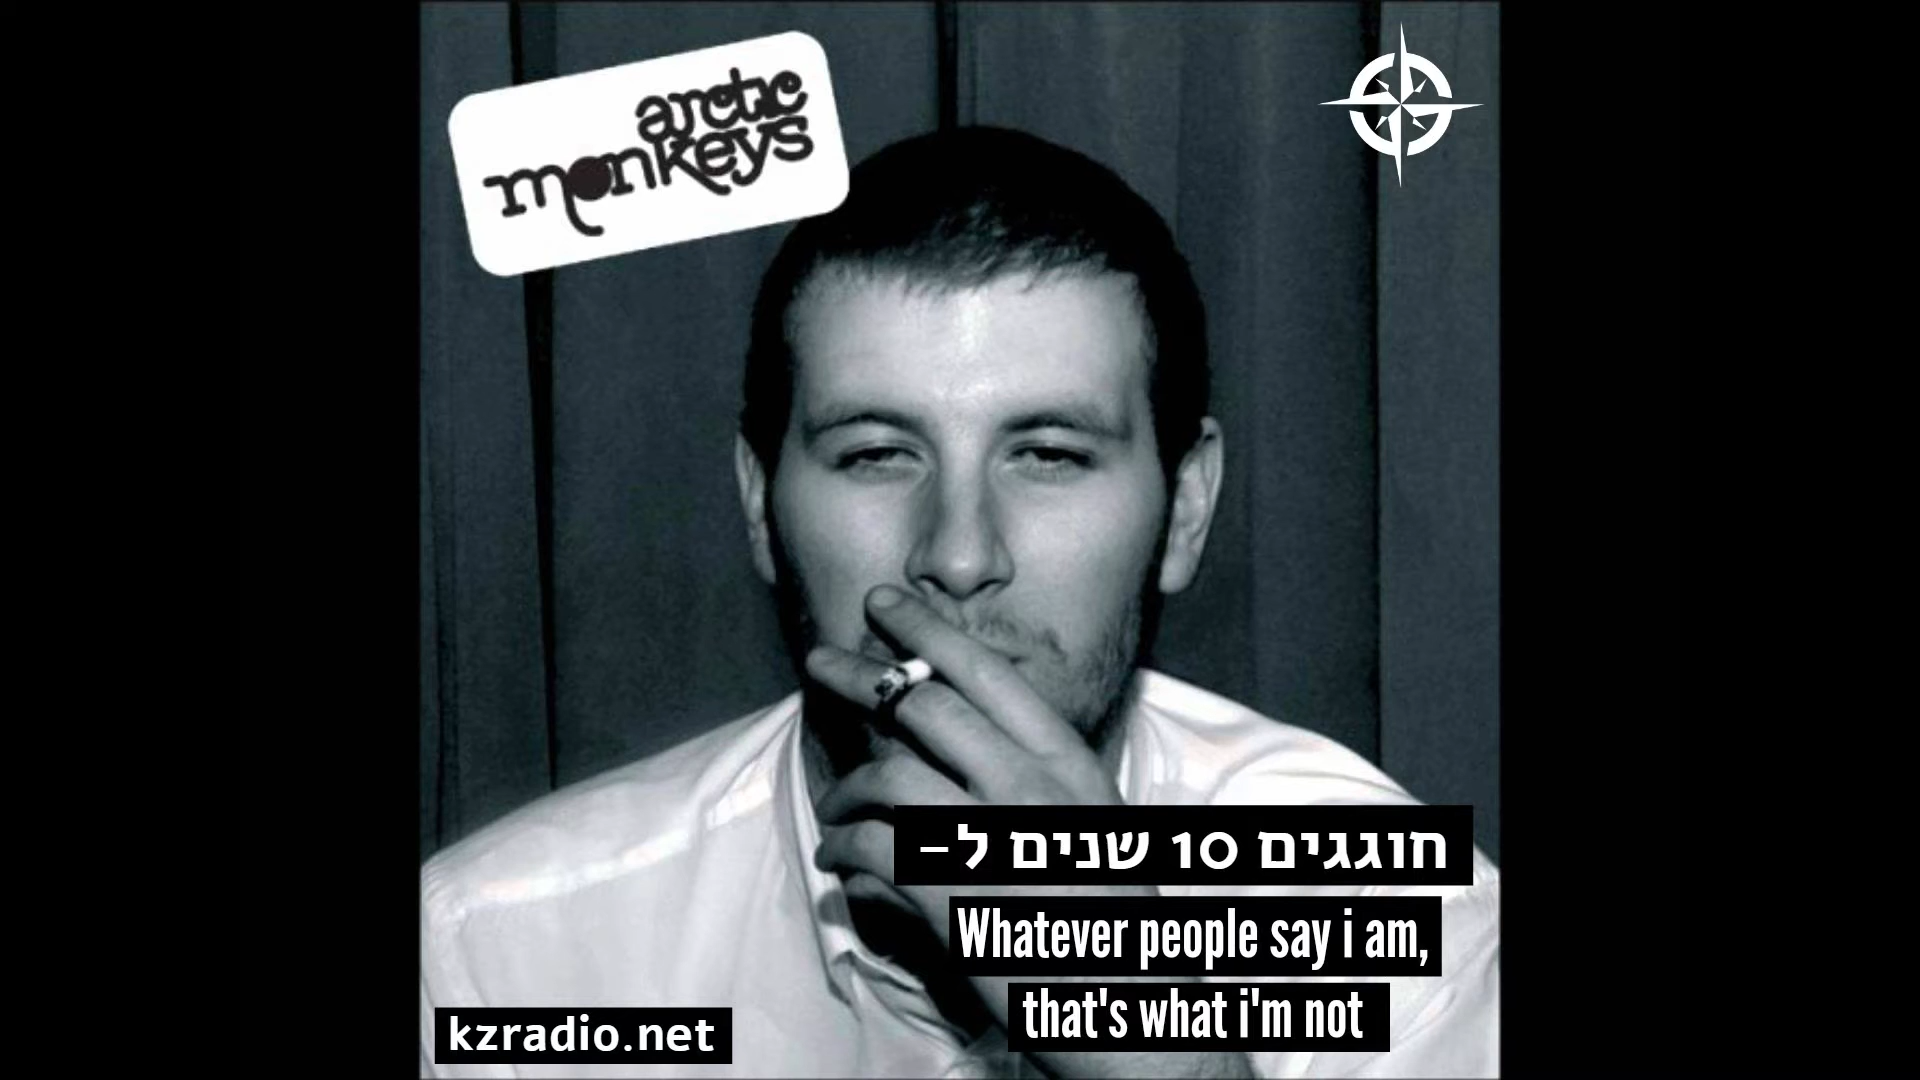 arctic
monkeys
חוגגים 10 שנים ל-
Whatever people say i am,
that's what i'm not
kzradio.net